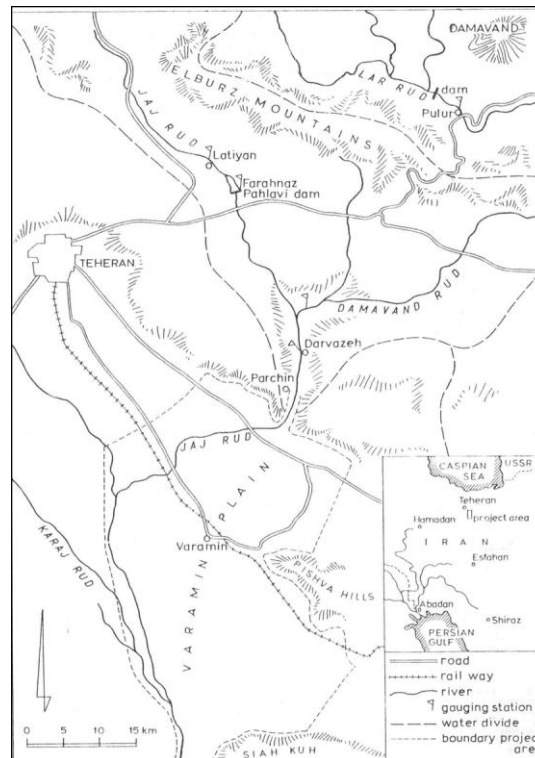 DAMAVAND
LAR RUD
dam
Pulur
ELBURZ MOUNTAINS
JAJ RUD
Latiyan
Farahnaz
Pahlavi dam
TEHERAN
DAMAVAND RUD
Darvazeh
Parchin
JAJ RUD
VARAMIN PLAIN
Varamin
KARAJ RUD
PISHVA HILLS
SIAH KUH
0 5 10 15 km
CASPIAN
SEA
USSR
Teheran
project area
Hamadan
IRAN
Esfahan
Abadan
Shiraz
PERSIAN
GULF
road
rail way
river
gauging station
water divide
boundary project
area